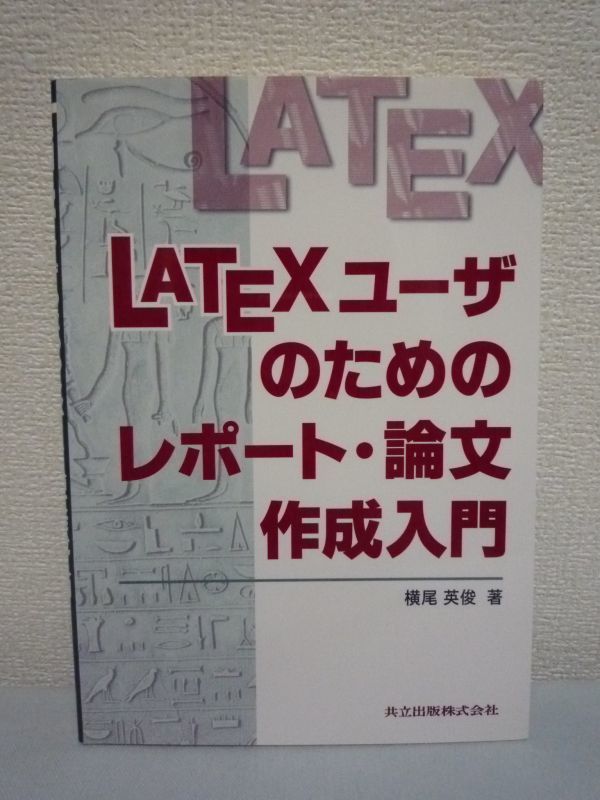 LATEX
LATEXユーザ
のための
レポート・論文
作成入門
横尾 英俊 著
共立出版株式会社